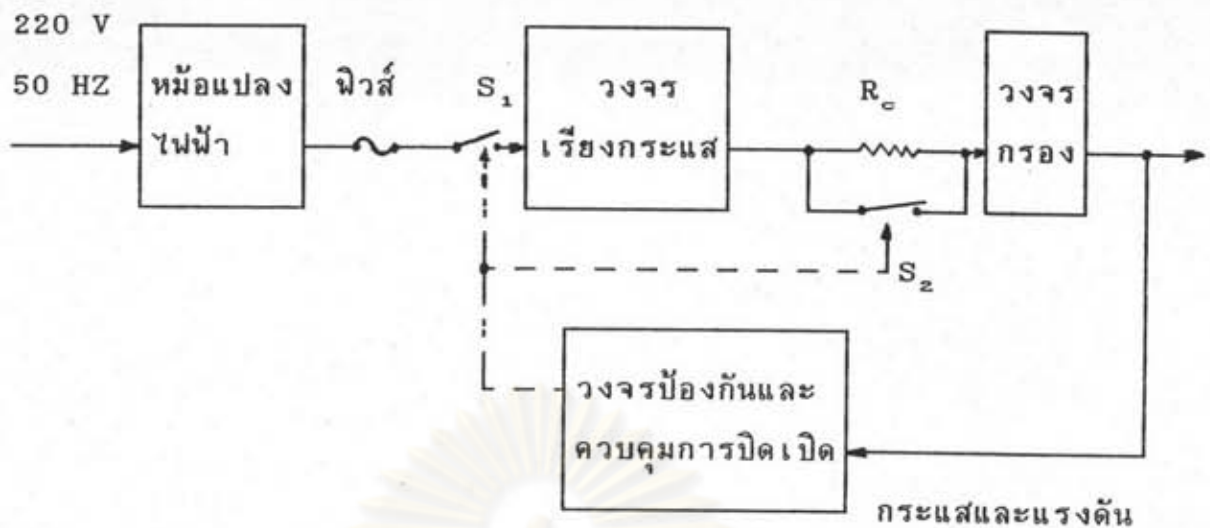 220 V
50 HZ
หม้อแปลง
ไฟฟ้า
ฟิวส์
S₁
วงจร
เรียงกระแส
R꜀
วงจร
กรอง
S₂
วงจรป้องกันและ
ควบคุมการปิดเปิด
กระแสและแรงดัน